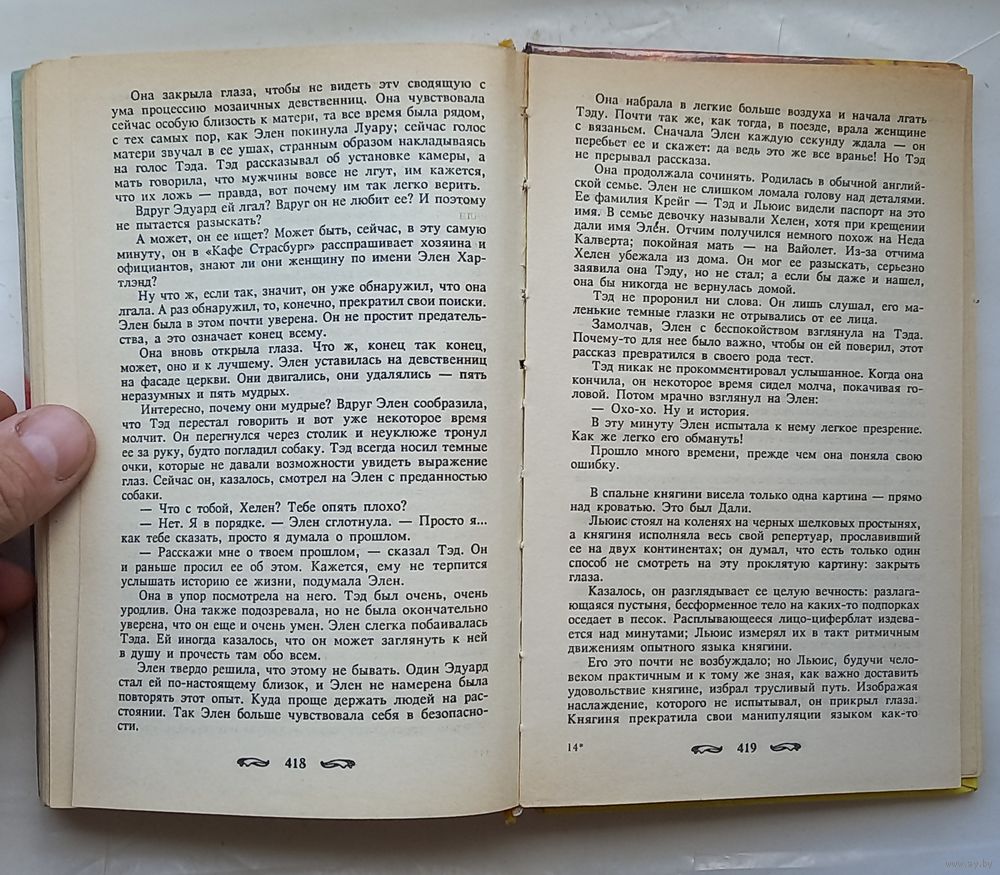 Она закрыла глаза, чтобы не видеть эту сводящую с
ума процессию мозаичных девственниц. Она чувствовала
сейчас особую близость к матери, та все время была рядом,
с тех самых пор, как Элен покинула Луару; сейчас голос
матери звучал в ее ушах, странным образом накладываясь
на голос Тэда. Тэд рассказывал об установке камеры, а
мать говорила, что мужчины вовсе не лгут, им кажется,
что их ложь — правда, вот почему им так легко верить.
Вдруг Эдуард ей лгал? Вдруг он не любит ее? И поэтому
не пытается разыскать?
А может, он ее ищет? Может быть, сейчас, в эту самую
минуту, он в «Кафе Страсбург» расспрашивает хозяина и
официантов, знают ли они женщину по имени Элен Хар-
тлэнд?
Ну что ж, если так, значит, он уже обнаружил, что она
лгала. А раз обнаружил, то, конечно, прекратил свои поиски.
Элен была в этом почти уверена. Он не простит предатель-
ства, а это означает конец всему.
Она вновь открыла глаза. Что ж, конец так конец,
может, оно и к лучшему. Элен уставилась на девственниц
на фасаде церкви. Они двигались, они удалялись — пять
неразумных и пять мудрых.
Интересно, почему они мудрые? Вдруг Элен сообразила,
что Тэд перестал говорить и вот уже некоторое время
молчит. Он перегнулся через столик и неуклюже тронул
ее за руку, будто погладил собаку. Тэд всегда носил темные
очки, которые не давали возможности увидеть выражение
глаз. Сейчас он, казалось, смотрел на Элен с преданностью
собаки.
— Что с тобой, Хелен? Тебе опять плохо?
— Нет. Я в порядке. — Элен сглотнула. — Просто я...
как тебе сказать, просто я думала о прошлом.
— Расскажи мне о твоем прошлом, — сказал Тэд. Он
и раньше просил ее об этом. Кажется, ему не терпится
услышать историю ее жизни, подумала Элен.
Она в упор посмотрела на него. Тэд был очень, очень
уродлив. Она также подозревала, но не была окончательно
уверена, что он еще и очень умен. Элен слегка побаивалась
Тэда. Ей иногда казалось, что он может заглянуть к ней
в душу и прочесть там обо всем.
Элен твердо решила, что этому не бывать. Один Эдуард
стал ей по-настоящему близок, и Элен не намерена была
повторять этот опыт. Куда проще держать людей на рас-
стоянии. Так Элен больше чувствовала себя в безопасно-
сти.
418
Она набрала в легкие больше воздуха и начала лгать
Тэду. Почти так же, как тогда, в поезде, врала женщине
с вязаньем. Сначала Элен каждую секунду ждала — он
перебьет ее и скажет: да ведь это же все вранье! Но Тэд
не прерывал рассказа.
Она продолжала сочинять. Родилась в обычной англий-
ской семье. Элен не слишком ломала голову над деталями.
Ее фамилия Крейг — Тэд и Льюис видели паспорт на это
имя. В семье девочку называли Хелен, хотя при крещении
дали имя Элен. Отчим получился немного похож на Неда
Калверта; покойная мать — на Вайолет. Из-за отчима
Хелен убежала из дома. Он мог ее разыскать, серьезно
заявила она Тэду, но не стал; а если бы даже и нашел,
она бы никогда не вернулась домой.
Тэд не проронил ни слова. Он лишь слушал, его ма-
ленькие темные глазки не отрывались от ее лица.
Замолчав, Элен с беспокойством взглянула на Тэда.
Почему-то для нее было важно, чтобы он ей поверил, этот
рассказ превратился в своего рода тест.
Тэд никак не прокомментировал услышанное. Когда она
кончила, он некоторое время сидел молча, покачивая го-
ловой. Потом мрачно взглянул на Элен:
— Охо-хо. Ну и история.
В эту минуту Элен испытала к нему легкое презрение.
Как же легко его обмануть!
Прошло много времени, прежде чем она поняла свою
ошибку.
В спальне княгини висела только одна картина — прямо
над кроватью. Это был Дали.
Льюис стоял на коленях на черных шелковых простынях,
а княгиня исполняла весь свой репертуар, прославивший
ее на двух континентах; он думал, что есть только один
способ не смотреть на эту проклятую картину: закрыть
глаза.
Казалось, он разглядывает ее целую вечность: разлага-
ющаяся пустыня, бесформенное тело на каких-то подпорках
оседает в песок. Расплывающееся лицо-циферблат издева-
ется над минутами; Льюис измерял их в такт ритмичным
движениям опытного языка княгини.
Его это почти не возбуждало; но Льюис, будучи чело-
веком практичным и к тому же зная, как важно доставить
удовольствие княгине, избрал трусливый путь. Изображая
наслаждение, которого не испытывал, он прикрыл глаза.
Княгиня прекратила свои манипуляции языком как-то
14*
419
www.ay.by